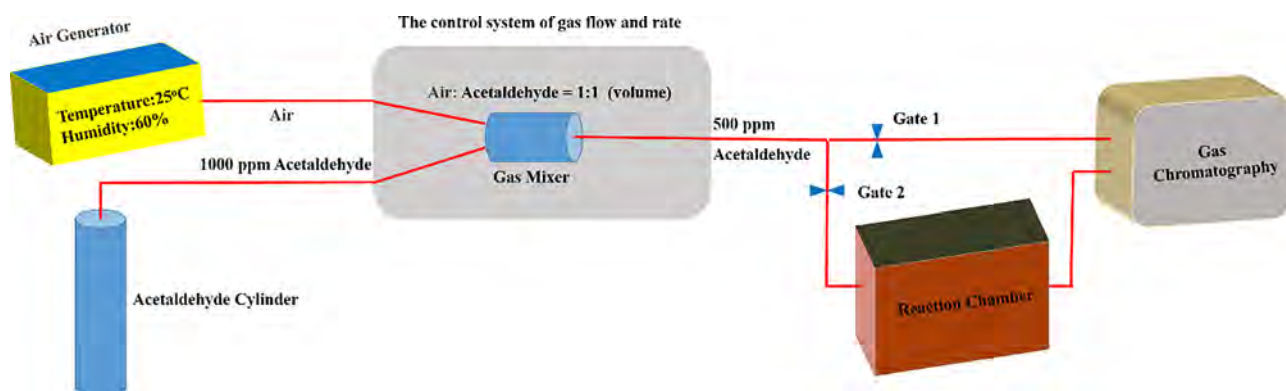 The control system of gas flow and rate
Air Generator
Temperature:25°C
Humidity:60%
Air
Air: Acetaldehyde = 1:1 (volume)
Gas Mixer
1000 ppm Acetaldehyde
Acetaldehyde Cylinder
500 ppm
Acetaldehyde
Gate 1
Gate 2
Gas
Chromatography
Reaction Chamber